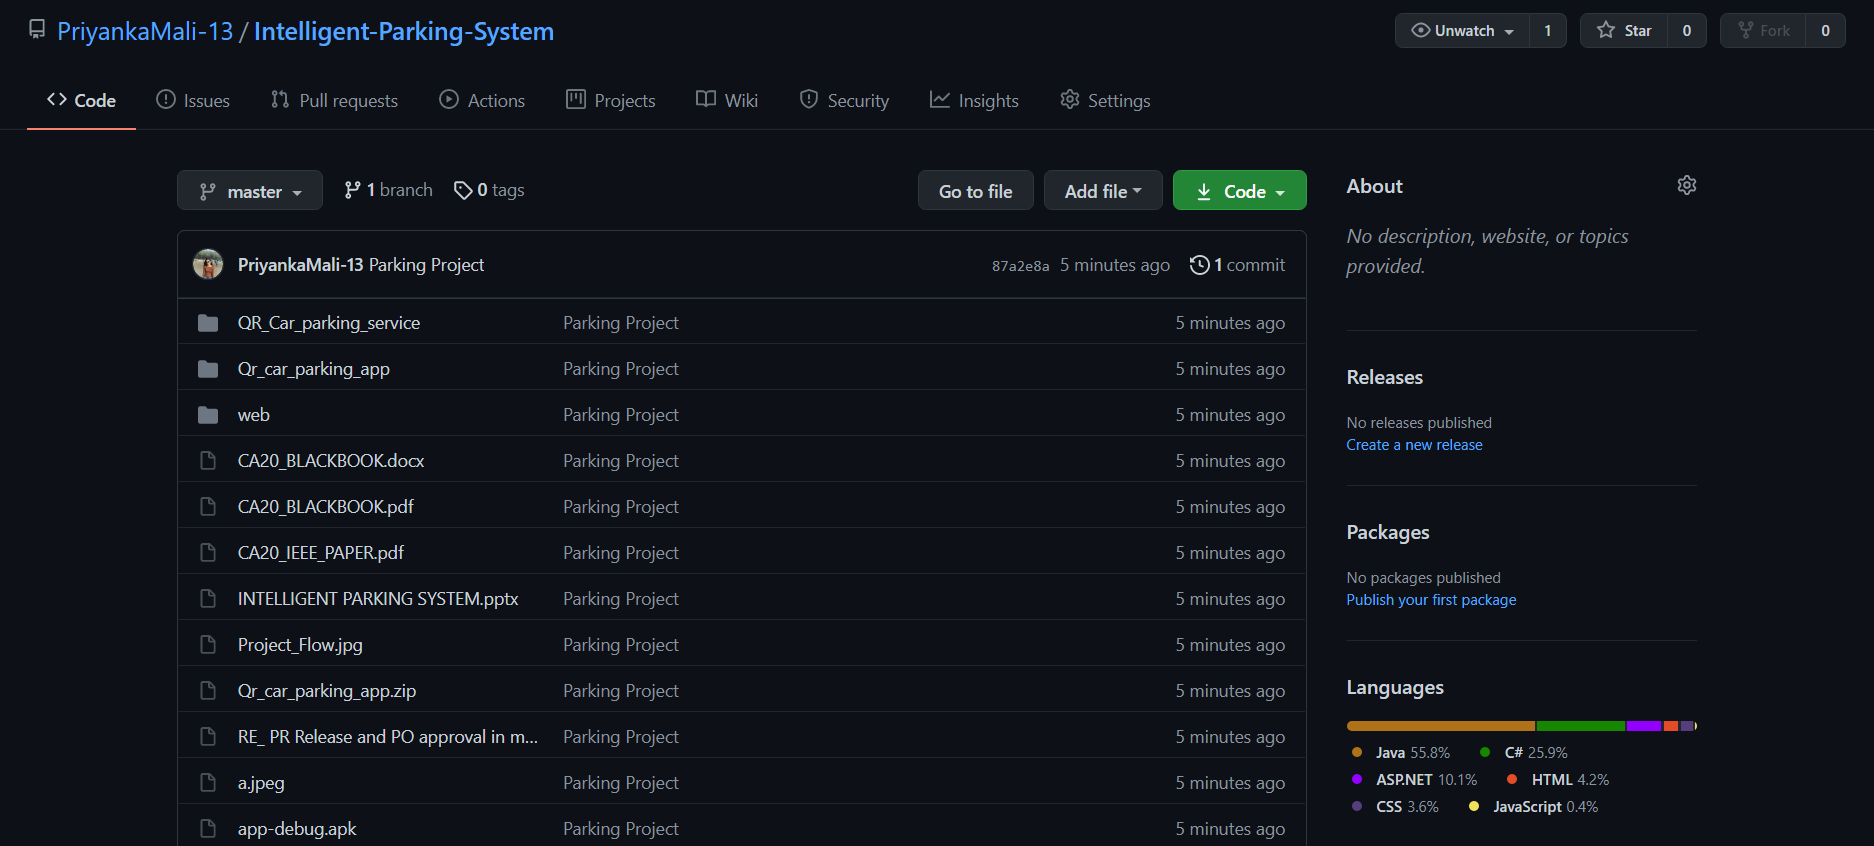 PriyankaMali-13 / Intelligent-Parking-System
Unwatch 1 Star 0 Fork 0
Code Issues Pull requests Actions Projects Wiki Security Insights Settings
master 1 branch 0 tags Go to file Add file Code
PriyankaMali-13 Parking Project 87a2e8a 5 minutes ago 1 commit
QR_Car_parking_service Parking Project 5 minutes ago
Qr_car_parking_app Parking Project 5 minutes ago
web Parking Project 5 minutes ago
CA20_BLACKBOOK.docx Parking Project 5 minutes ago
CA20_BLACKBOOK.pdf Parking Project 5 minutes ago
CA20_IEEE_PAPER.pdf Parking Project 5 minutes ago
INTELLIGENT PARKING SYSTEM.pptx Parking Project 5 minutes ago
Project_Flow.jpg Parking Project 5 minutes ago
Qr_car_parking_app.zip Parking Project 5 minutes ago
RE_ PR Release and PO approval in m... Parking Project 5 minutes ago
a.jpeg Parking Project 5 minutes ago
app-debug.apk Parking Project 5 minutes ago
About
No description, website, or topics
provided.
Releases
No releases published
Create a new release
Packages
No packages published
Publish your first package
Languages
Java 55.8% C# 25.9%
ASP.NET 10.1% HTML 4.2%
CSS 3.6% JavaScript 0.4%